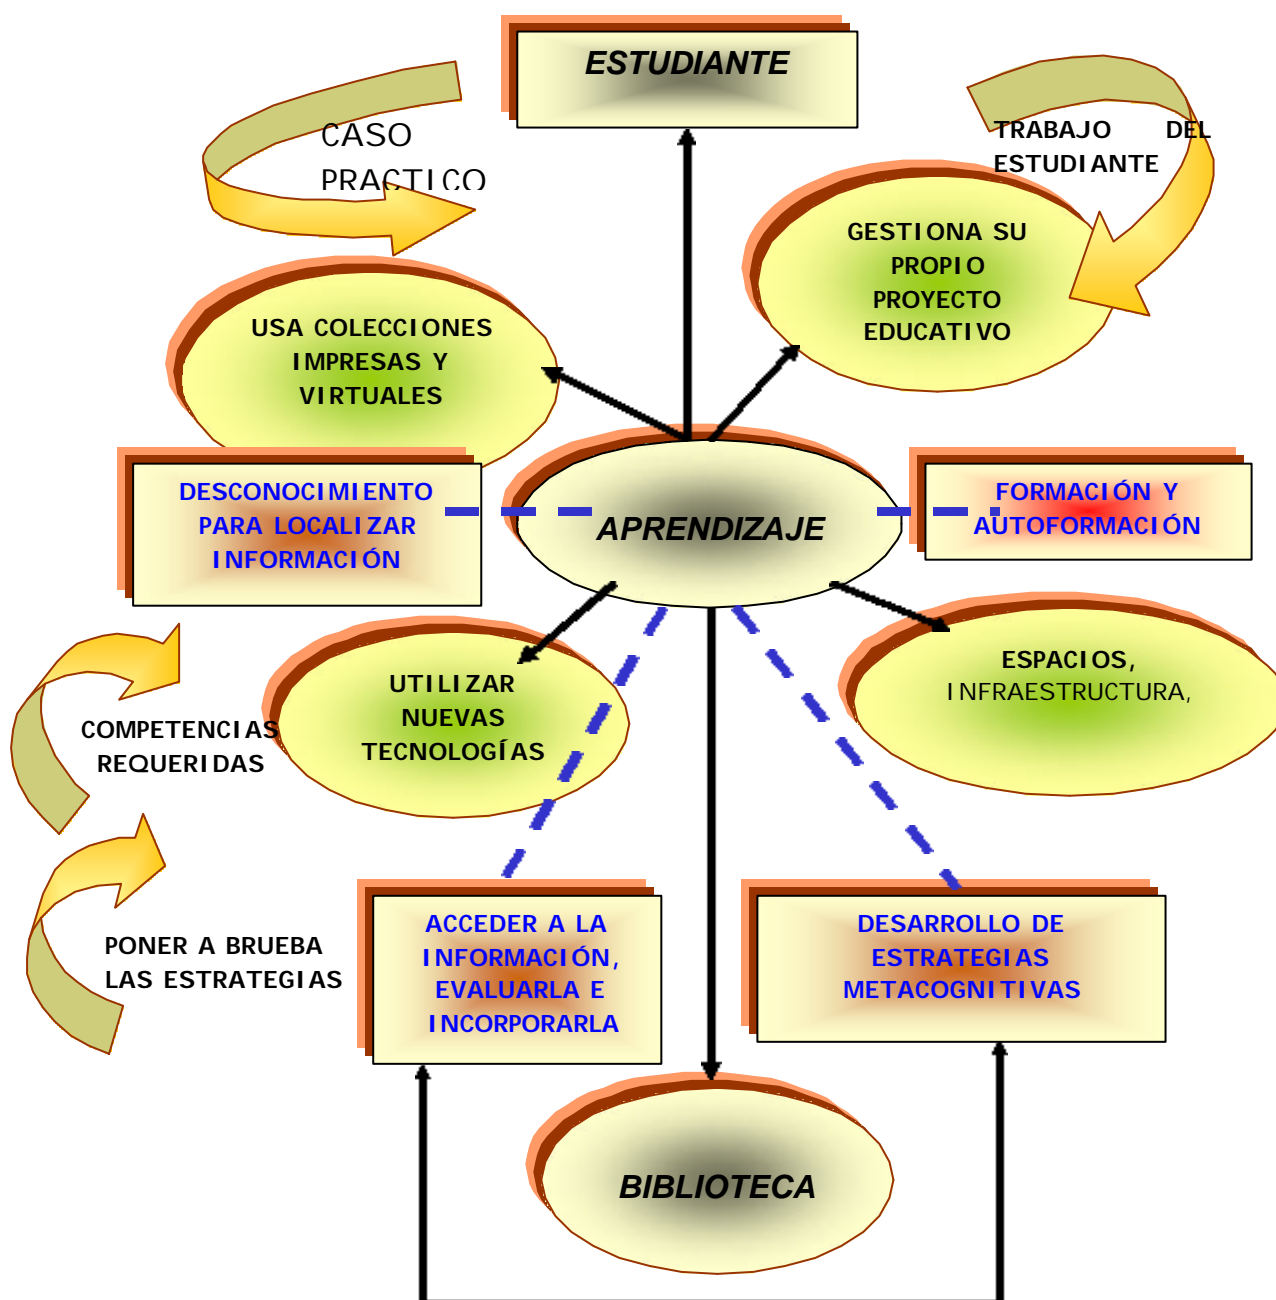 ESTUDIANTE
CASO
PRACTICO
TRABAJO DEL
ESTUDIANTE
GESTIONA SU
PROPIO
PROYECTO
EDUCATIVO
USA COLECCIONES
IMPRESAS Y
VIRTUALES
DESCONOCIMIENTO
PARA LOCALIZAR
INFORMACIÓN
APRENDIZAJE
FORMACIÓN Y
AUTOFORMACIÓN
UTILIZAR
NUEVAS
TECNOLOGÍAS
ESPACIOS,
INFRAESTRUCTURA,
COMPETENCIAS
REQUERIDAS
PONER A BRUEBA
LAS ESTRATEGIAS
ACCEDER A LA
INFORMACIÓN,
EVALUARLA E
INCORPORARLA
DESARROLLO DE
ESTRATEGIAS
METACOGNITIVAS
BIBLIOTECA